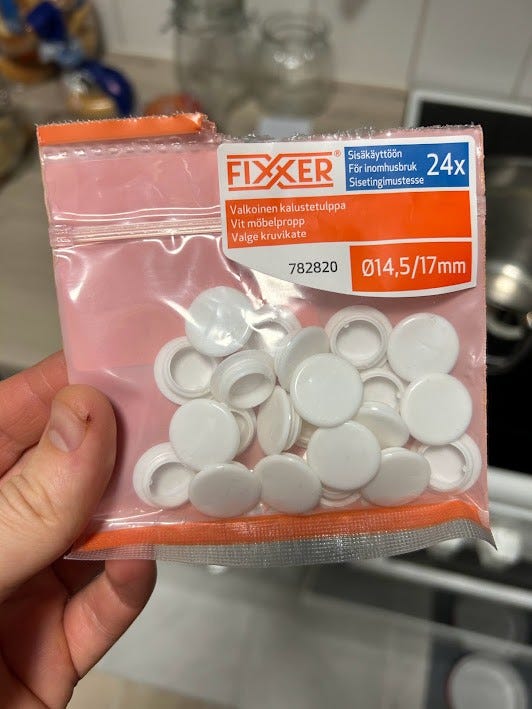 FIXXER®
Sisäkäyttöön
För inomhusbruk
Sisetingimustesse
24x
Valkoinen kalustetulppa
Vit möbelpropp
Valge kruvikate
782820
Ø14,5/17mm